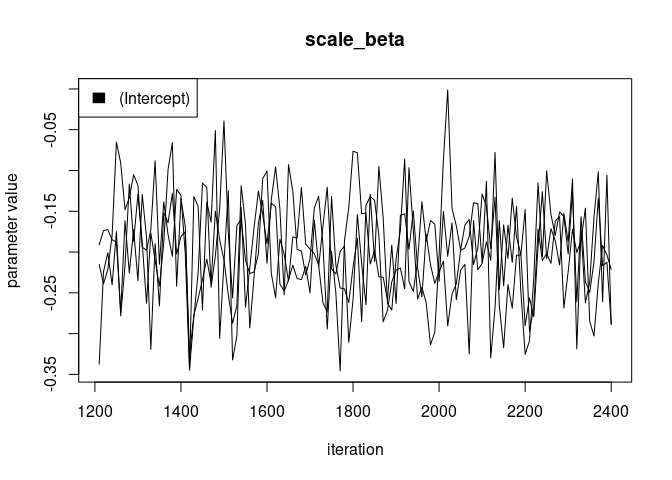 scale_beta
(Intercept)
parameter value
-0.05
-0.15
-0.25
-0.35
1200 1400 1600 1800 2000 2200 2400
iteration